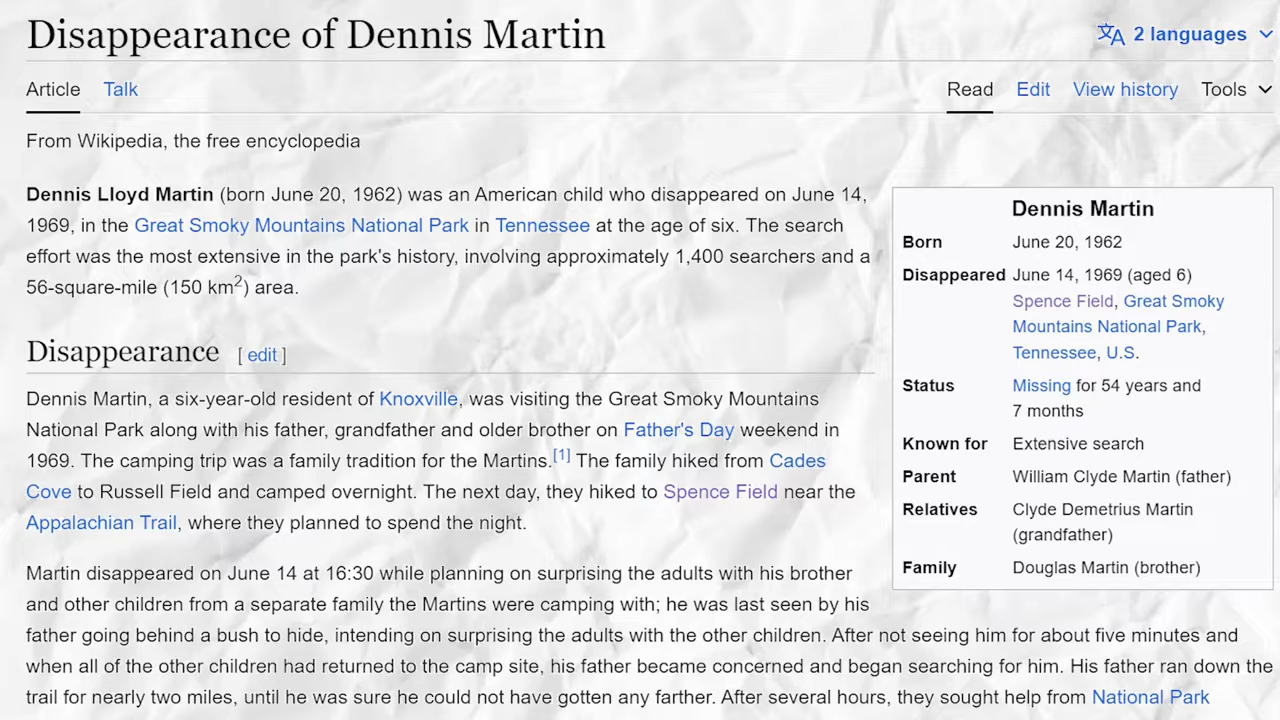 Disappearance of Dennis Martin
2 languages
Article Talk
Read Edit View history Tools
From Wikipedia, the free encyclopedia
Dennis Lloyd Martin (born June 20, 1962) was an American child who disappeared on June 14,
1969, in the Great Smoky Mountains National Park in Tennessee at the age of six. The search
effort was the most extensive in the park's history, involving approximately 1,400 searchers and a
56-square-mile (150 km²) area.
Dennis Martin
Born June 20, 1962
Disappeared June 14, 1969 (aged 6)
Spence Field, Great Smoky
Mountains National Park,
Tennessee, U.S.
Status Missing for 54 years and
7 months
Known for Extensive search
Parent William Clyde Martin (father)
Relatives Clyde Demetrius Martin
(grandfather)
Family Douglas Martin (brother)
Disappearance [ edit ]
Dennis Martin, a six-year-old resident of Knoxville, was visiting the Great Smoky Mountains
National Park along with his father, grandfather and older brother on Father's Day weekend in
1969. The camping trip was a family tradition for the Martins.[1] The family hiked from Cades
Cove to Russell Field and camped overnight. The next day, they hiked to Spence Field near the
Appalachian Trail, where they planned to spend the night.
Martin disappeared on June 14 at 16:30 while planning on surprising the adults with his brother
and other children from a separate family the Martins were camping with; he was last seen by his
father going behind a bush to hide, intending on surprising the adults with the other children. After not seeing him for about five minutes and
when all of the other children had returned to the camp site, his father became concerned and began searching for him. His father ran down the
trail for nearly two miles, until he was sure he could not have gotten any farther. After several hours, they sought help from National Park